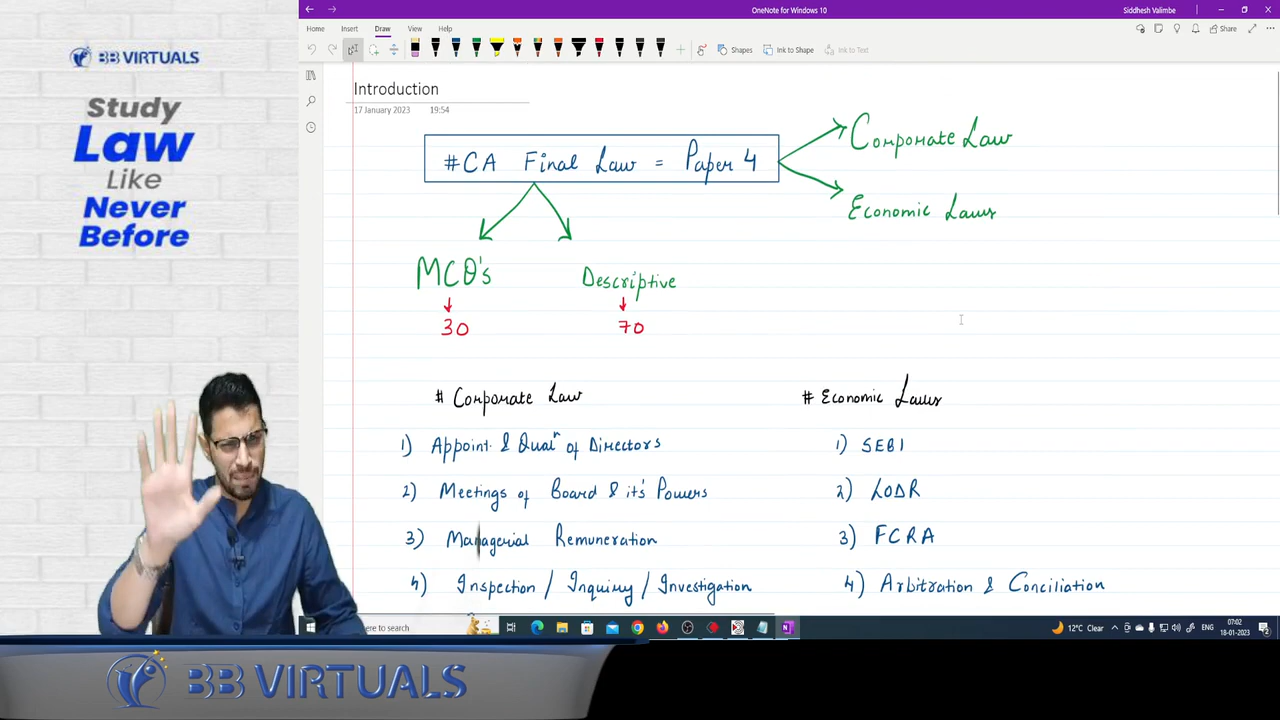 OneNote for Windows 10
Siddhesh Valimbe
Home Insert Draw View Help
Share
Shapes Ink to Shape Ink to Text
BB VIRTUALS
Study
Law
Like
Never
Before
Introduction
17 January 2023 19:54
#CA Final Law = Paper 4
Corporate Law
Economic Laws
MCQ's Descriptive
30 70
# Corporate Law
1) Appoint. & Qualⁿ of Directors
2) Meetings of Board & it's Powers
3) Managerial Remuneration
4) Inspection / Inquiry / Investigation
# Economic Laws
1) SEBI
2) LODR
3) FCRA
4) Arbitration & Conciliation
here to search
12°C Clear
ENG
07:02
18-01-2023
BB VIRTUALS